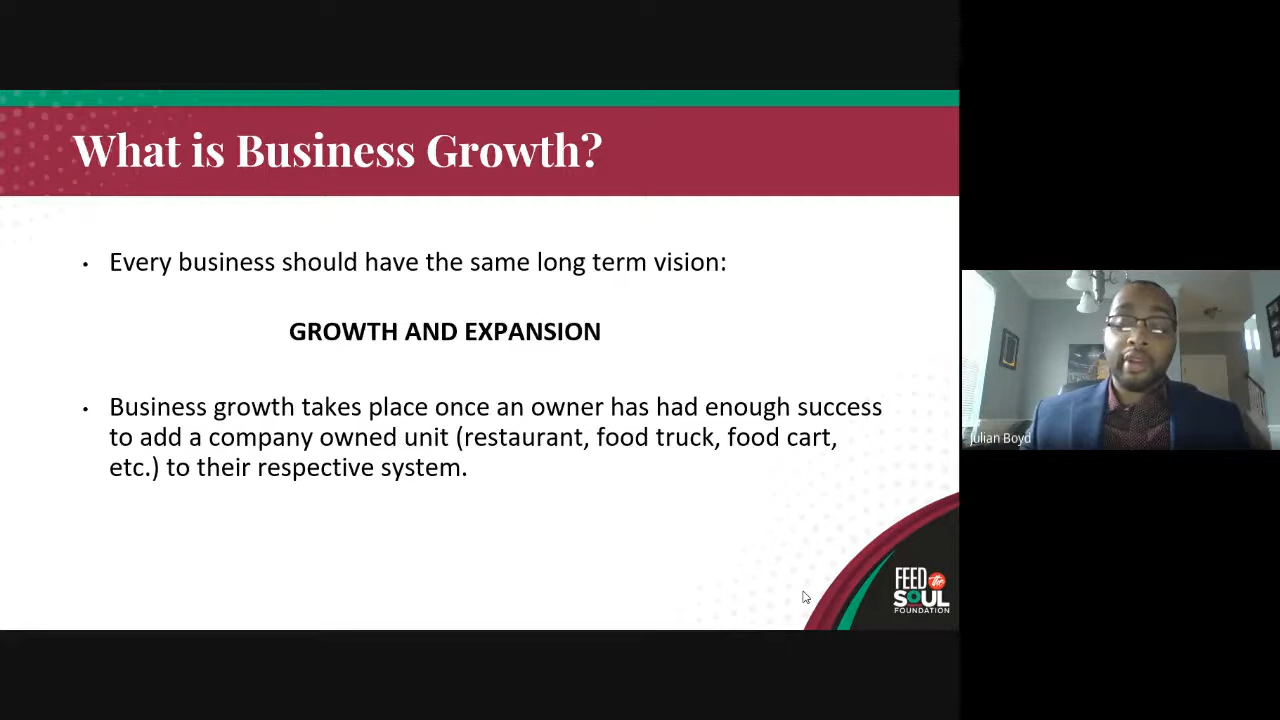 What is Business Growth?
• Every business should have the same long term vision:
GROWTH AND EXPANSION
• Business growth takes place once an owner has had enough success
to add a company owned unit (restaurant, food truck, food cart,
etc.) to their respective system.
Julian Boyd
FEED the
SOUL
FOUNDATION